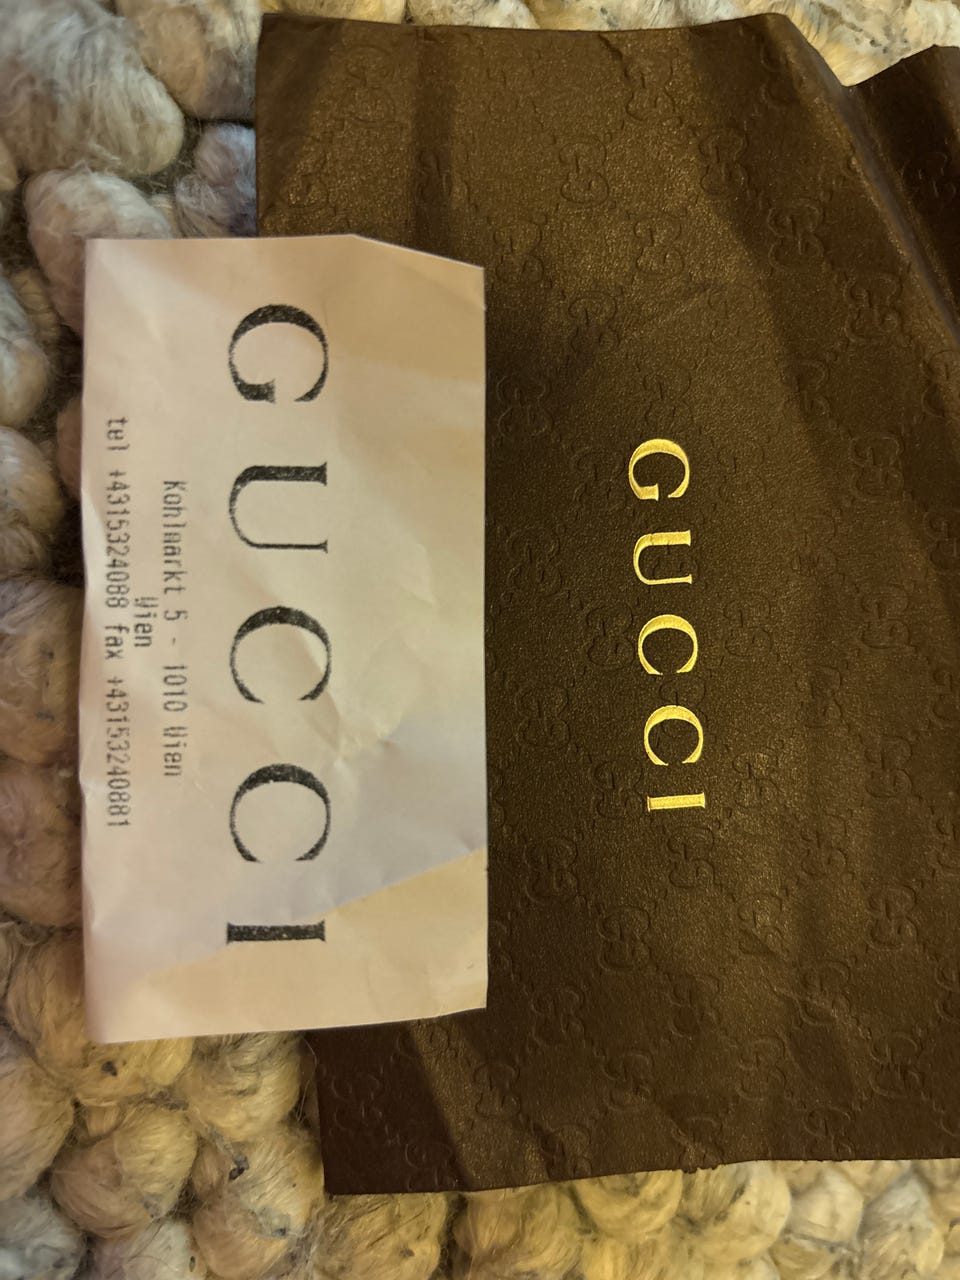 GUCCI
Kohlmarkt 5 - 1010 Wien
Wien
tel +4315324088 fax +43153240881
GUCCI